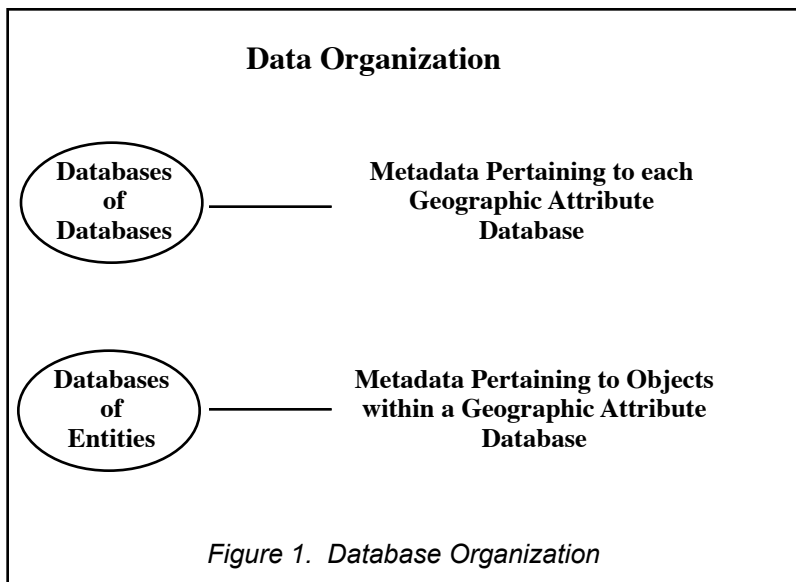 Data Organization
Databases
of
Databases
Metadata Pertaining to each
Geographic Attribute
Database
Databases
of
Entities
Metadata Pertaining to Objects
within a Geographic Attribute
Database
Figure 1. Database Organization